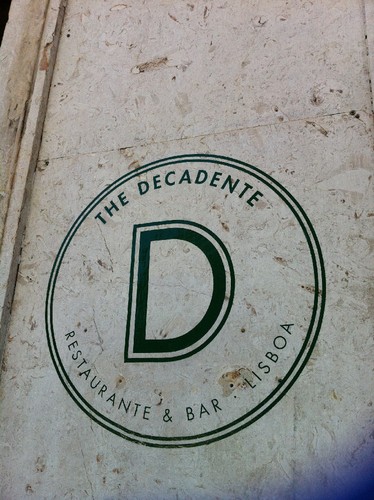 THE DECADENTE
D
RESTAURANTE & BAR : LISBOA